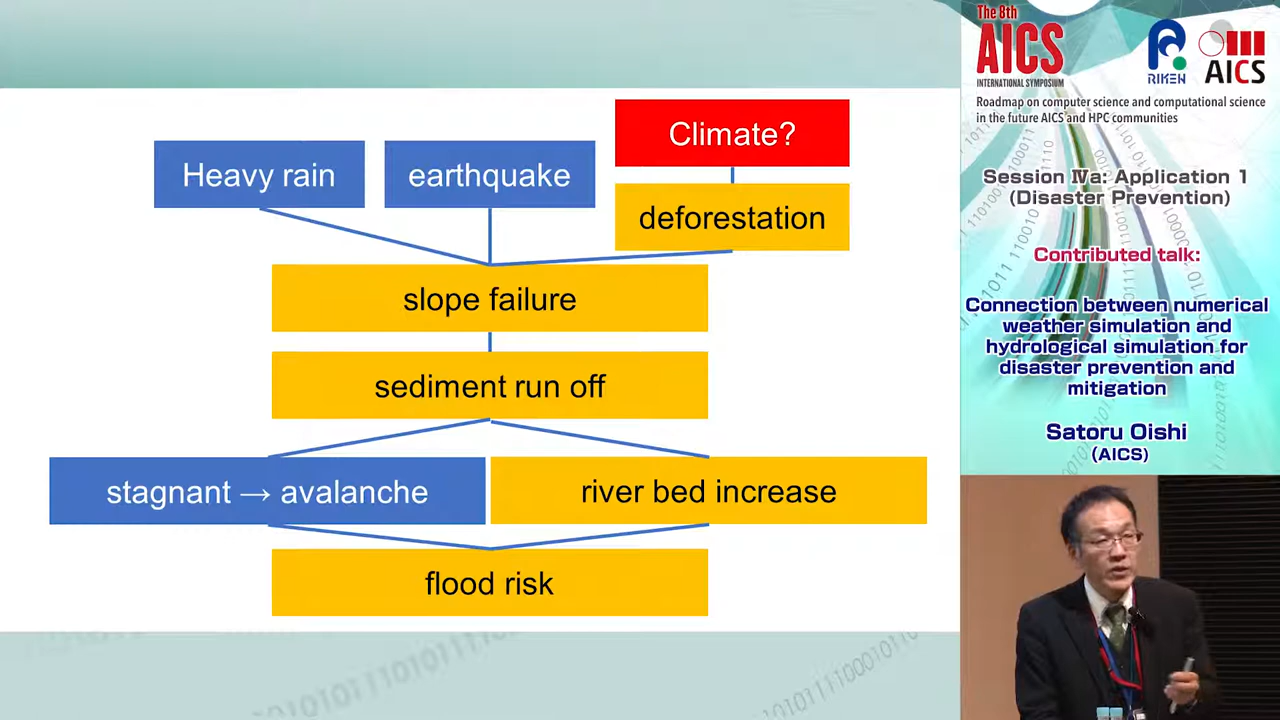 Heavy rain
earthquake
Climate?
deforestation
slope failure
sediment run off
stagnant → avalanche
river bed increase
flood risk
The 8th
AICS
INTERNATIONAL SYMPOSIUM
RIKEN
AICS
Roadmap on computer science and computational science
in the future AICS and HPC communities
Session Ⅳa: Application 1
(Disaster Prevention)
Contributed talk:
Connection between numerical
weather simulation and
hydrological simulation for
disaster prevention and
mitigation
Satoru Oishi
(AICS)